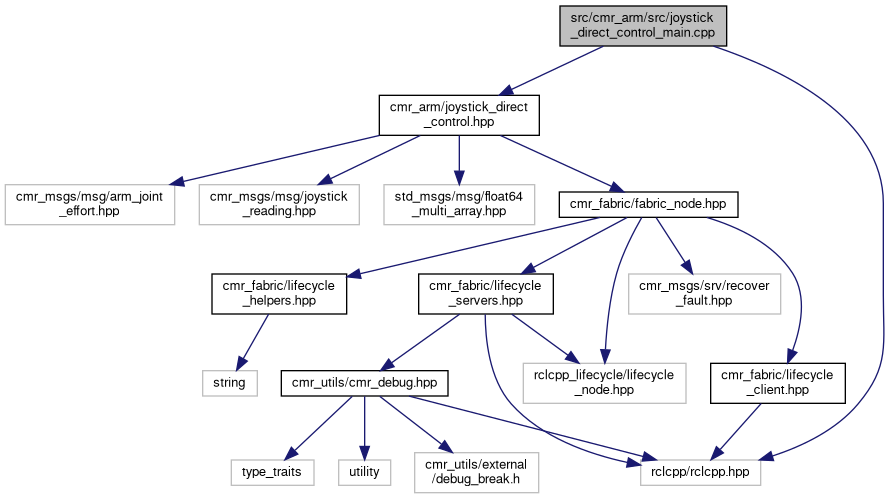 src/cmr_arm/src/joystick
_direct_control_main.cpp
cmr_arm/joystick_direct
_control.hpp
cmr_msgs/msg/arm_joint
_effort.hpp
cmr_msgs/msg/joystick
_reading.hpp
std_msgs/msg/float64
_multi_array.hpp
cmr_fabric/fabric_node.hpp
cmr_fabric/lifecycle
_helpers.hpp
cmr_fabric/lifecycle
_servers.hpp
cmr_msgs/srv/recover
_fault.hpp
string
cmr_utils/cmr_debug.hpp
rclcpp_lifecycle/lifecycle
_node.hpp
cmr_fabric/lifecycle
_client.hpp
type_traits
utility
cmr_utils/external
/debug_break.h
rclcpp/rclcpp.hpp